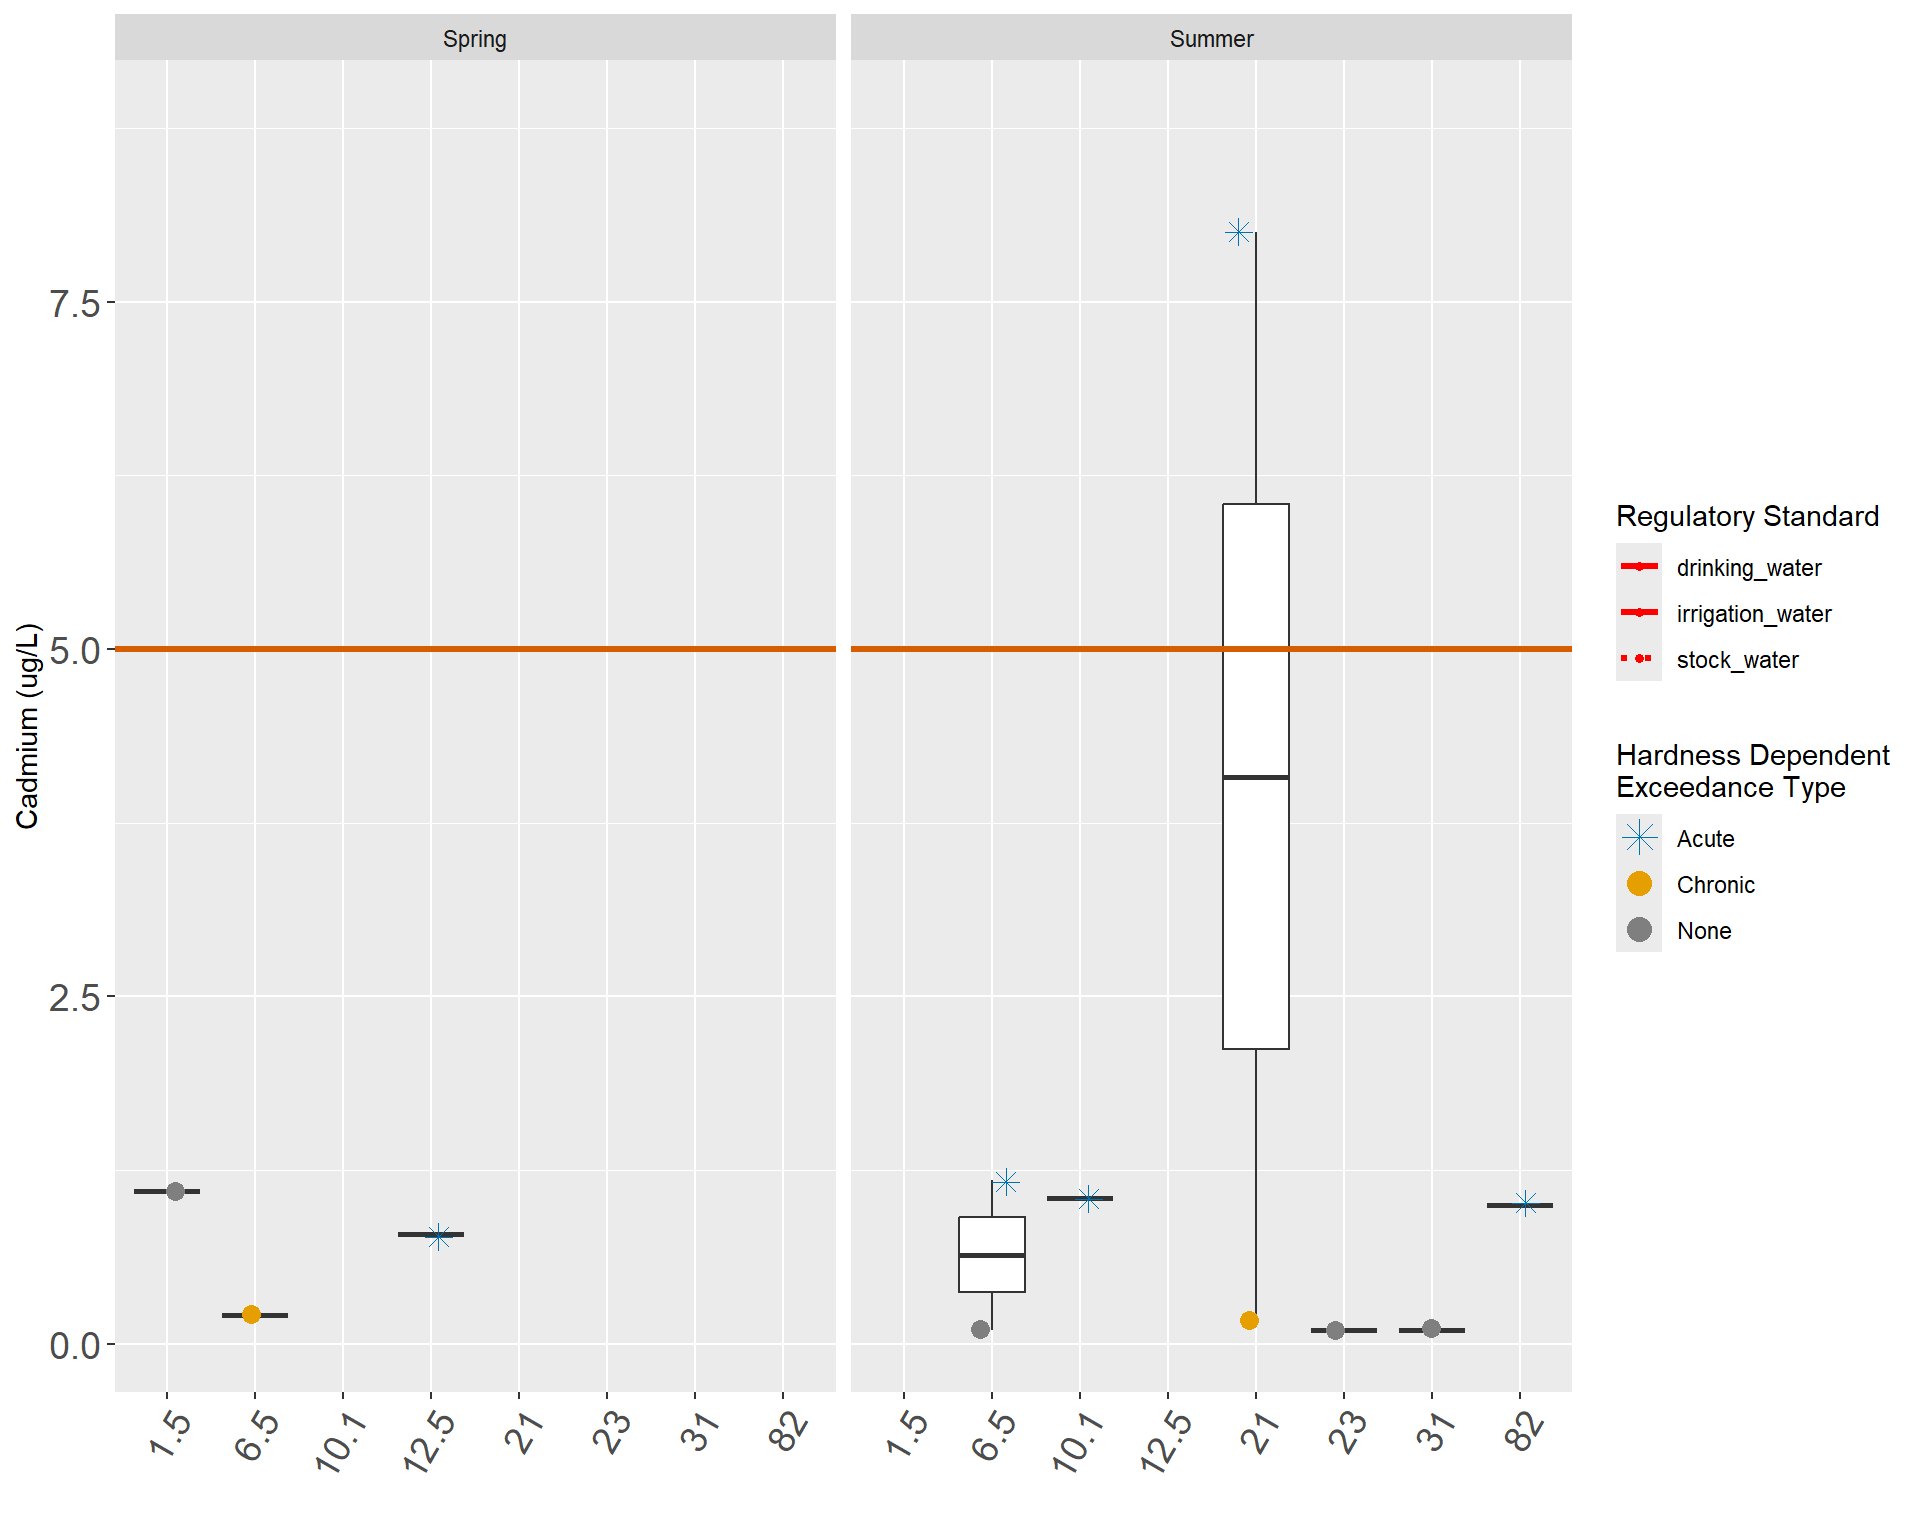 Spring
Summer
Cadmium (ug/L)
7.5
5.0
2.5
0.0
1.5
6.5
10.1
12.5
21
23
31
82
1.5
6.5
10.1
12.5
21
23
31
82
Regulatory Standard
drinking_water
irrigation_water
stock_water
Hardness Dependent
Exceedance Type
Acute
Chronic
None